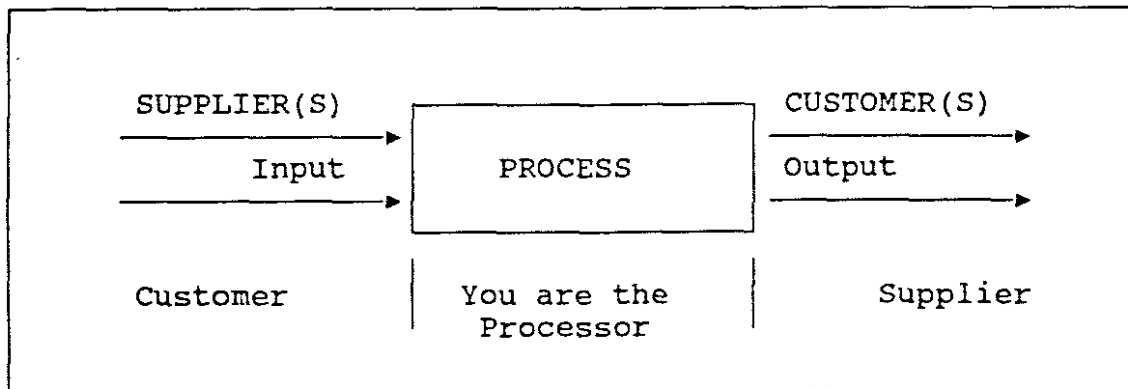 SUPPLIER(S)
CUSTOMER(S)
Input
PROCESS
Output
Customer
You are the
Processor
Supplier